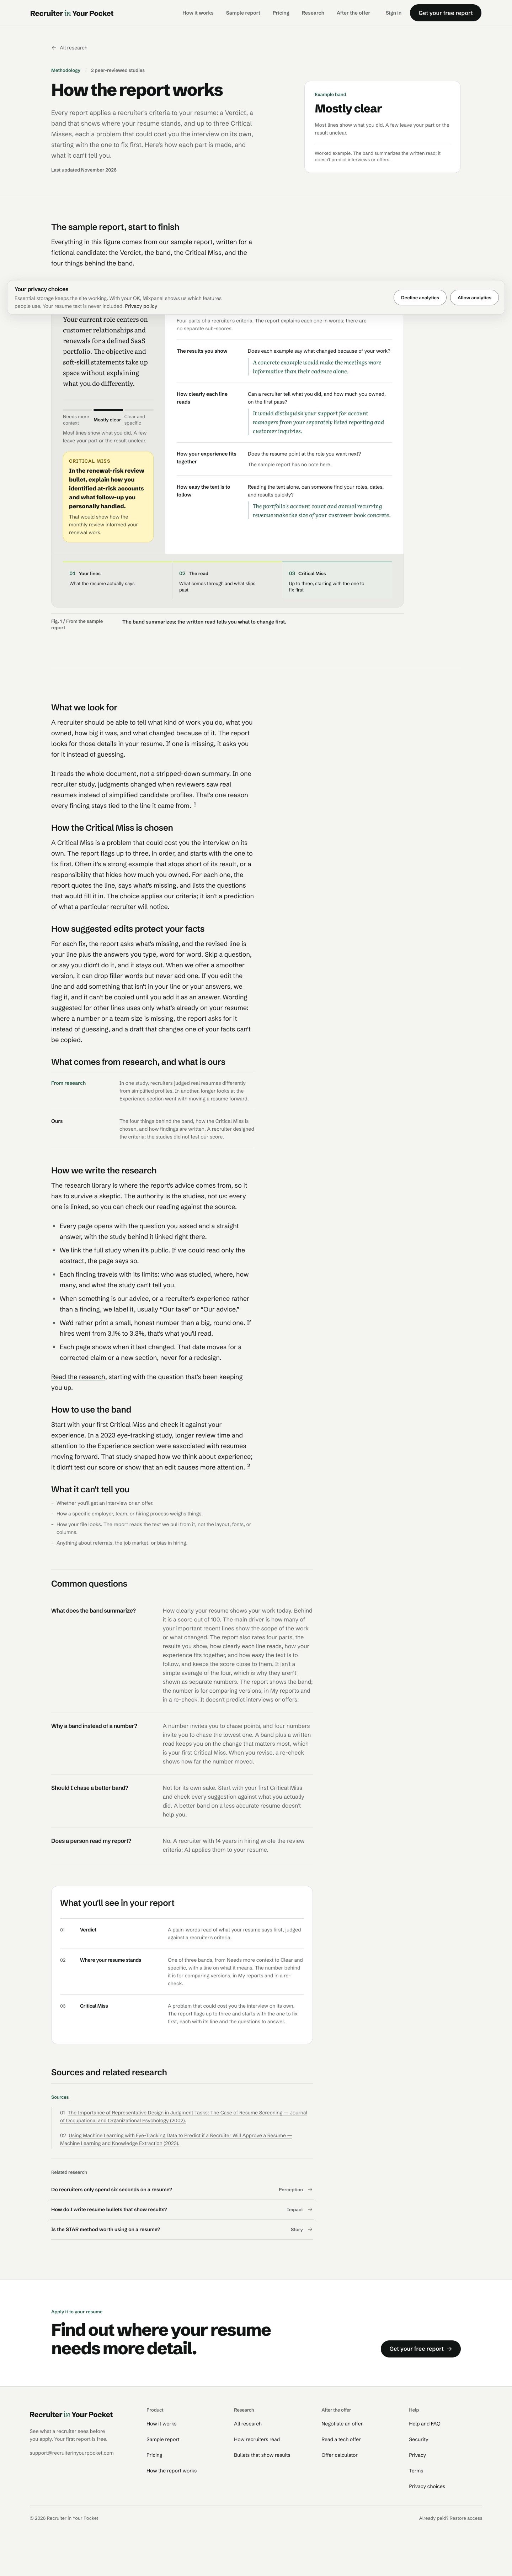 Recruiter in Your Pocket
How it works
Sample report
Pricing
Research
After the offer
Sign in
Get your free report
← All research
Methodology
2 peer-reviewed studies
How the report works
Every report applies a recruiter's criteria to your resume: a Verdict, a
band that shows where your resume stands, and up to three Critical
Misses, each a problem that could cost you the interview on its own,
starting with the one to fix first. Here's how each part is made, and
what it can't tell you.
Last updated November 2026
Example band
Mostly clear
Most lines show what you did. A few leave your part or the
result unclear.
Worked example. The band summarizes the written read; it
doesn't predict interviews or offers.
The sample report, start to finish
Everything in this figure comes from our sample report, written for a
fictional candidate: the Verdict, the band, the Critical Miss, and the
four things behind the band.
Your privacy choices
Essential storage keeps the site working. With your OK, Mixpanel shows us which features
people use. Your resume text is never included. Privacy policy
Decline analytics
Allow analytics
Your current role centers on
customer relationships and
renewals for a defined SaaS
portfolio. The objective and
soft-skill statements take up
space without explaining
what you do differently.
Needs more
context
Mostly clear
Clear and
specific
Most lines show what you did. A few
leave your part or the result unclear.
CRITICAL MISS
In the renewal-risk review
bullet, explain how you
identified at-risk accounts
and what follow-up you
personally handled.
That would show how the
monthly review informed your
renewal work.
Four parts of a recruiter's criteria. The report explains each one in words; there are
no separate sub-scores.
The results you show
Does each example say what changed because of your work?
A concrete example would make the meetings more
informative than their cadence alone.
How clearly each line
reads
Can a recruiter tell what you did, and how much you owned,
on the first pass?
It would distinguish your support for account
managers from your separately listed reporting and
customer inquiries.
How your experience fits
together
Does the resume point at the role you want next?
The sample report has no note here.
How easy the text is to
follow
Reading the text alone, can someone find your roles, dates,
and results quickly?
The portfolio's account count and annual recurring
revenue make the size of your customer book concrete.
01 Your lines
What the resume actually says
02 The read
What comes through and what slips
past
03 Critical Miss
Up to three, starting with the one to
fix first
Fig. 1 / From the sample
report
The band summarizes; the written read tells you what to change first.
What we look for
A recruiter should be able to tell what kind of work you do, what you
owned, how big it was, and what changed because of it. The report
looks for those details in your resume. If one is missing, it asks you
for it instead of guessing.
It reads the whole document, not a stripped-down summary. In one
recruiter study, judgments changed when reviewers saw real
resumes instead of simplified candidate profiles. That's one reason
every finding stays tied to the line it came from. 1
How the Critical Miss is chosen
A Critical Miss is a problem that could cost you the interview on its
own. The report flags up to three, in order, and starts with the one to
fix first. Often it's a strong example that stops short of its result, or a
responsibility that hides how much you owned. For each one, the
report quotes the line, says what's missing, and lists the questions
that would fill it in. The choice applies our criteria; it isn't a prediction
of what a particular recruiter will notice.
How suggested edits protect your facts
For each fix, the report asks what's missing, and the revised line is
your line plus the answers you type, word for word. Skip a question,
or say you didn't do it, and it stays out. When we offer a smoother
version, it can drop filler words but never add one. If you edit the
line and add something that isn't in your line or your answers, we
flag it, and it can't be copied until you add it as an answer. Wording
suggested for other lines uses only what's already on your resume:
where a number or a team size is missing, the report asks for it
instead of guessing, and a draft that changes one of your facts can't
be copied.
What comes from research, and what is ours
From research
In one study, recruiters judged real resumes differently
from simplified profiles. In another, longer looks at the
Experience section went with moving a resume forward.
Ours
The four things behind the band, how the Critical Miss is
chosen, and how findings are written. A recruiter designed
the criteria; the studies did not test our score.
How we write the research
The research library is where the report's advice comes from, so it
has to survive a skeptic. The authority is the studies, not us: every
one is linked, so you can check our reading against the source.
• Every page opens with the question you asked and a straight
answer, with the study behind it linked right there.
• We link the full study when it's public. If we could read only the
abstract, the page says so.
• Each finding travels with its limits: who was studied, where, how
many, and what the study can't tell you.
• When something is our advice, or a recruiter's experience rather
than a finding, we label it, usually “Our take” or “Our advice.”
• We'd rather print a small, honest number than a big, round one. If
hires went from 3.1% to 3.3%, that's what you'll read.
• Each page shows when it last changed. That date moves for a
corrected claim or a new section, never for a redesign.
Read the research, starting with the question that's been keeping
you up.
How to use the band
Start with your first Critical Miss and check it against your
experience. In a 2023 eye-tracking study, longer review time and
attention to the Experience section were associated with resumes
moving forward. That study shaped how we think about experience;
it didn't test our score or show that an edit causes more attention. 2
What it can't tell you
- Whether you'll get an interview or an offer.
- How a specific employer, team, or hiring process weighs things.
- How your file looks. The report reads the text we pull from it, not the layout, fonts, or
columns.
- Anything about referrals, the job market, or bias in hiring.
Common questions
What does the band summarize?
How clearly your resume shows your work today. Behind
it is a score out of 100. The main driver is how many of
your important recent lines show the scope of the work
or what changed. The report also rates four parts, the
results you show, how clearly each line reads, how your
experience fits together, and how easy the text is to
follow, and keeps the score close to them. It isn't a
simple average of the four, which is why they aren't
shown as separate numbers. The report shows the band;
the number is for comparing versions, in My reports and
in a re-check. It doesn't predict interviews or offers.
Why a band instead of a number?
A number invites you to chase points, and four numbers
invite you to chase the lowest one. A band plus a written
read keeps you on the change that matters most, which
is your first Critical Miss. When you revise, a re-check
shows how far the number moved.
Should I chase a better band?
Not for its own sake. Start with your first Critical Miss
and check every suggestion against what you actually
did. A better band on a less accurate resume doesn't
help you.
Does a person read my report?
No. A recruiter with 14 years in hiring wrote the review
criteria; AI applies them to your resume.
What you'll see in your report
01
Verdict
A plain-words read of what your resume says first, judged
against a recruiter's criteria.
02
Where your resume stands
One of three bands, from Needs more context to Clear and
specific, with a line on what it means. The number behind
it is for comparing versions, in My reports and in a re-
check.
03
Critical Miss
A problem that could cost you the interview on its own.
The report flags up to three and starts with the one to fix
first, each with its line and the questions to answer.
Sources and related research
Sources
01 The Importance of Representative Design in Judgment Tasks: The Case of Resume Screening — Journal
of Occupational and Organizational Psychology (2002).
02 Using Machine Learning with Eye-Tracking Data to Predict if a Recruiter Will Approve a Resume —
Machine Learning and Knowledge Extraction (2023).
Related research
Do recruiters only spend six seconds on a resume?
Perception →
How do I write resume bullets that show results?
Impact →
Is the STAR method worth using on a resume?
Story →
Apply it to your resume
Find out where your resume
needs more detail.
Get your free report →
Recruiter in Your Pocket
See what a recruiter sees before
you apply. Your first report is free.
support@recruiterinyourpocket.com
Product
How it works
Sample report
Pricing
How the report works
Research
All research
How recruiters read
Bullets that show results
After the offer
Negotiate an offer
Read a tech offer
Offer calculator
Help
Help and FAQ
Security
Privacy
Terms
Privacy choices
© 2026 Recruiter in Your Pocket
Already paid? Restore access